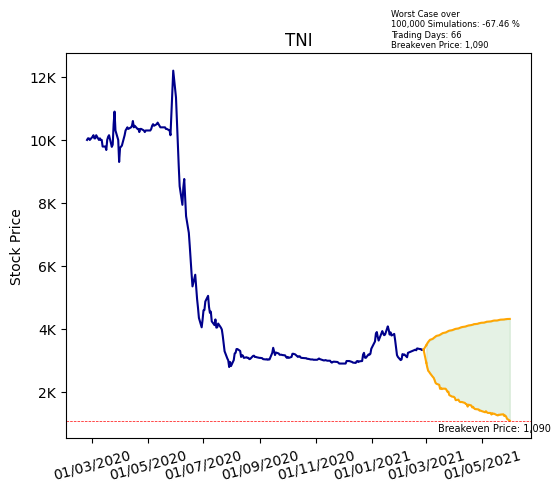 Worst Case over
100,000 Simulations: -67.46 %
Trading Days: 66
Breakeven Price: 1,090
TNI
12K
10K
8K
6K
4K
2K
Stock Price
Breakeven Price: 1,090
01/03/2020
01/05/2020
01/07/2020
01/09/2020
01/11/2020
01/01/2021
01/03/2021
01/05/2021